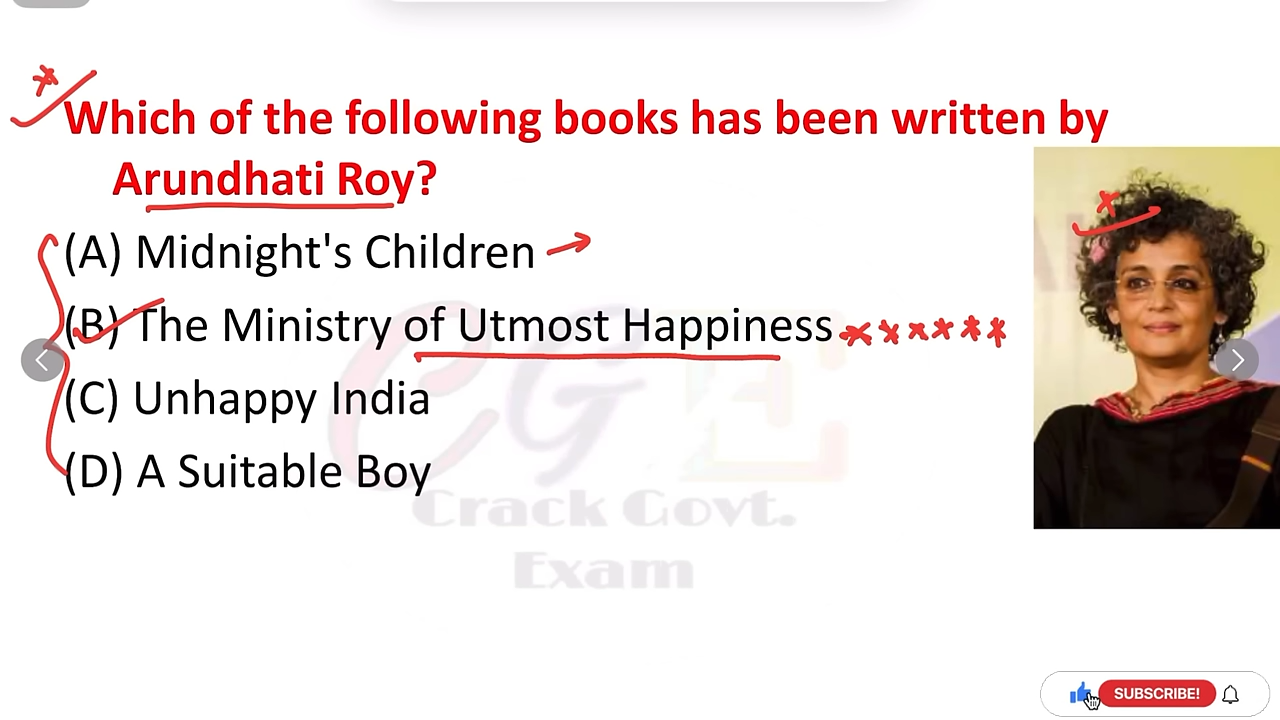 Which of the following books has been written by
Arundhati Roy?
(A) Midnight's Children
(B) The Ministry of Utmost Happiness
(C) Unhappy India
(D) A Suitable Boy
CGE
Crack Govt.
Exam
SUBSCRIBE!